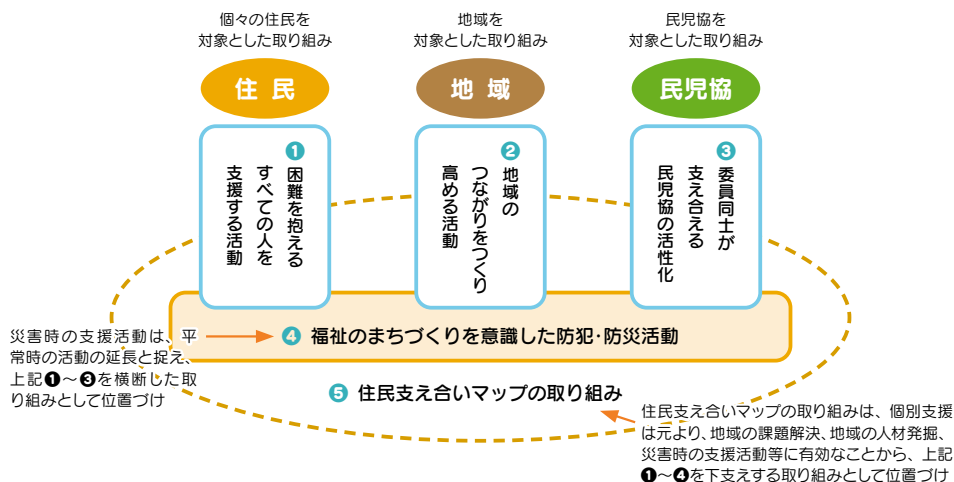 個々の住民を
対象とした取り組み
住 民
❶困難を抱える
すべての人を
支援する活動
地域を
対象とした取り組み
地 域
❷地域の
つながりをつくり
高める活動
民児協を
対象とした取り組み
民児協
❸委員同士が
支え合える
民児協の活性化
❹ 福祉のまちづくりを意識した防犯・防災活動
災害時の支援活動は、平
常時の活動の延長と捉え、
上記❶〜❸を横断した取
り組みとして位置づけ
❺ 住民支え合いマップの取り組み
住民支え合いマップの取り組みは、個別支援
は元より、地域の課題解決、地域の人材発掘、
災害時の支援活動等に有効なことから、上記
❶〜❹を下支えする取り組みとして位置づけ